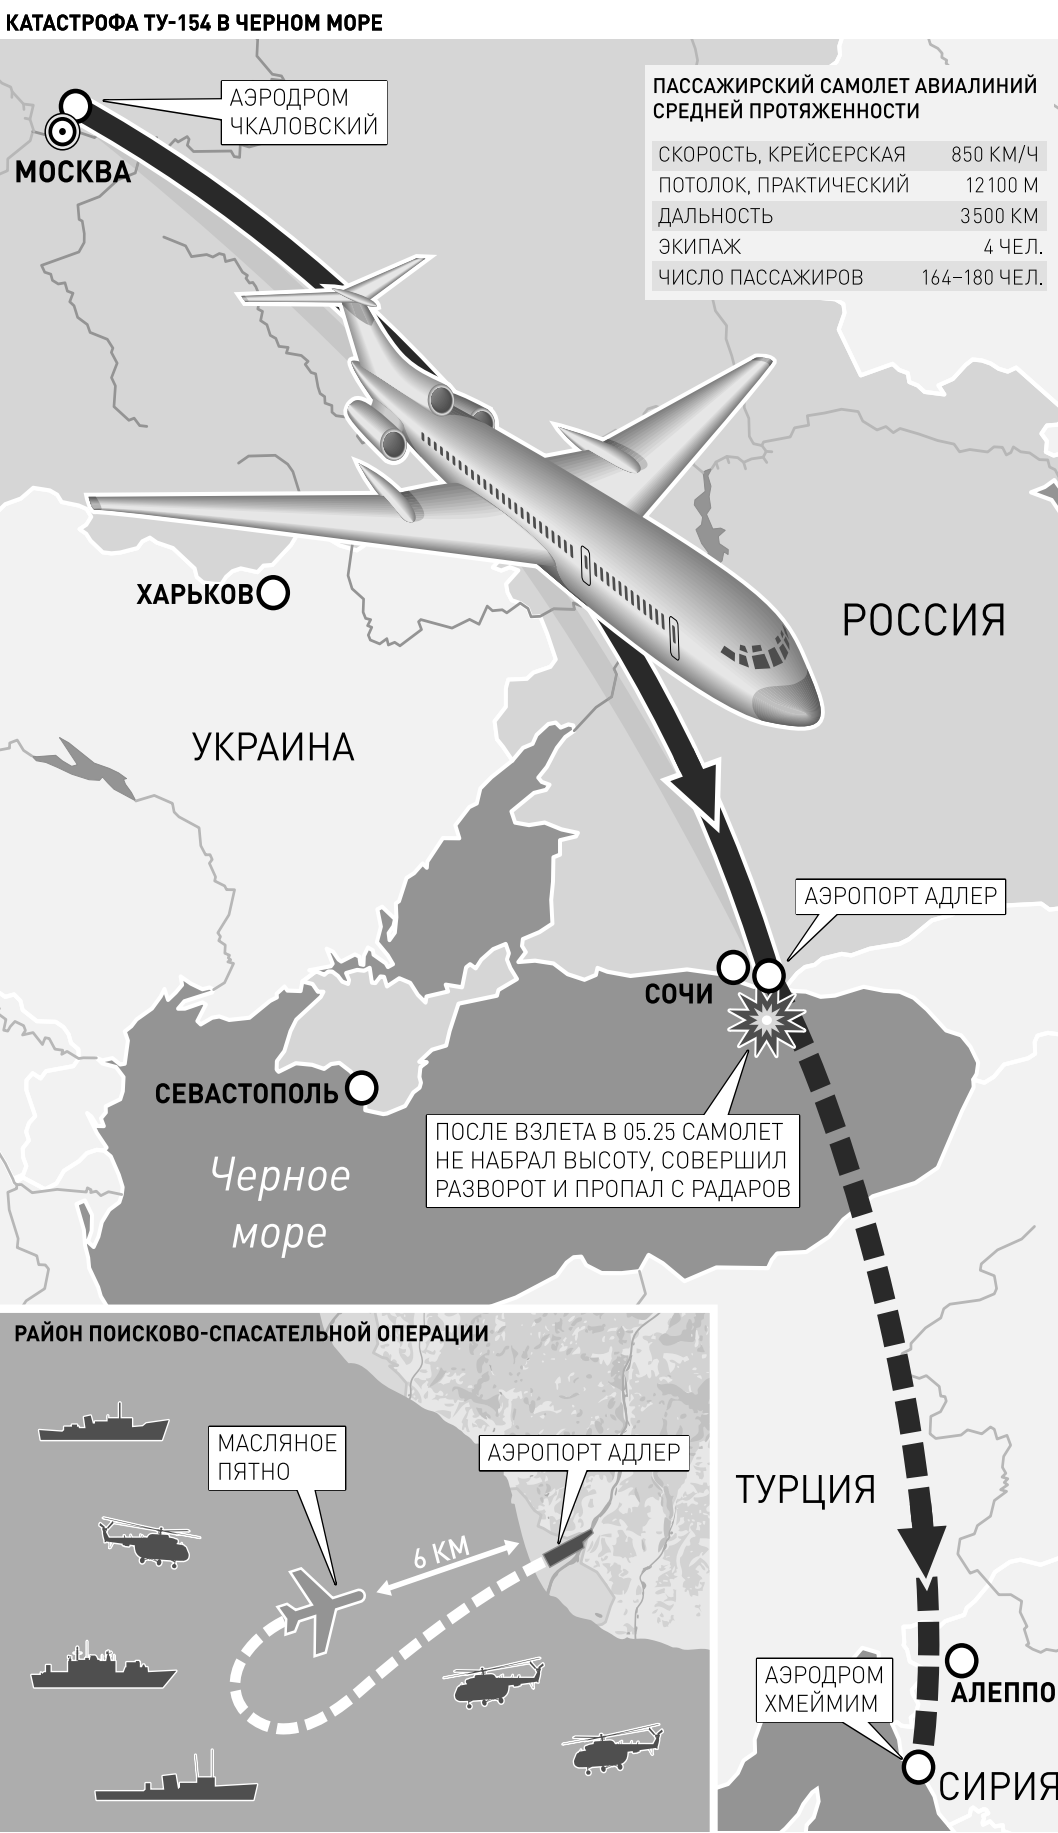 КАТАСТРОФА ТУ-154 В ЧЕРНОМ МОРЕ
АЭРОДРОМ
ЧКАЛОВСКИЙ
МОСКВА
ПАССАЖИРСКИЙ САМОЛЕТ АВИАЛИНИЙ
СРЕДНЕЙ ПРОТЯЖЕННОСТИ
СКОРОСТЬ, КРЕЙСЕРСКАЯ 850 КМ/Ч
ПОТОЛОК, ПРАКТИЧЕСКИЙ 12100 М
ДАЛЬНОСТЬ 3500 КМ
ЭКИПАЖ 4 ЧЕЛ.
ЧИСЛО ПАССАЖИРОВ 164–180 ЧЕЛ.
ХАРЬКОВ
РОССИЯ
УКРАИНА
АЭРОПОРТ АДЛЕР
СОЧИ
СЕВАСТОПОЛЬ
ПОСЛЕ ВЗЛЕТА В 05.25 САМОЛЕТ
НЕ НАБРАЛ ВЫСОТУ, СОВЕРШИЛ
РАЗВОРОТ И ПРОПАЛ С РАДАРОВ
Черное
море
РАЙОН ПОИСКОВО-СПАСАТЕЛЬНОЙ ОПЕРАЦИИ
МАСЛЯНОЕ
ПЯТНО
АЭРОПОРТ АДЛЕР
6 КМ
ТУРЦИЯ
АЛЕППО
АЭРОДРОМ
ХМЕЙМИМ
СИРИЯ